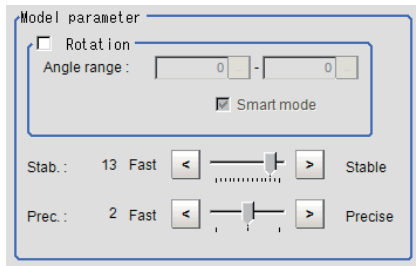 Model parameter
Rotation
Angle range : 0 ... - 0 ...
Smart mode
Stab. : 13 Fast < > Stable
Prec. : 2 Fast < > Precise